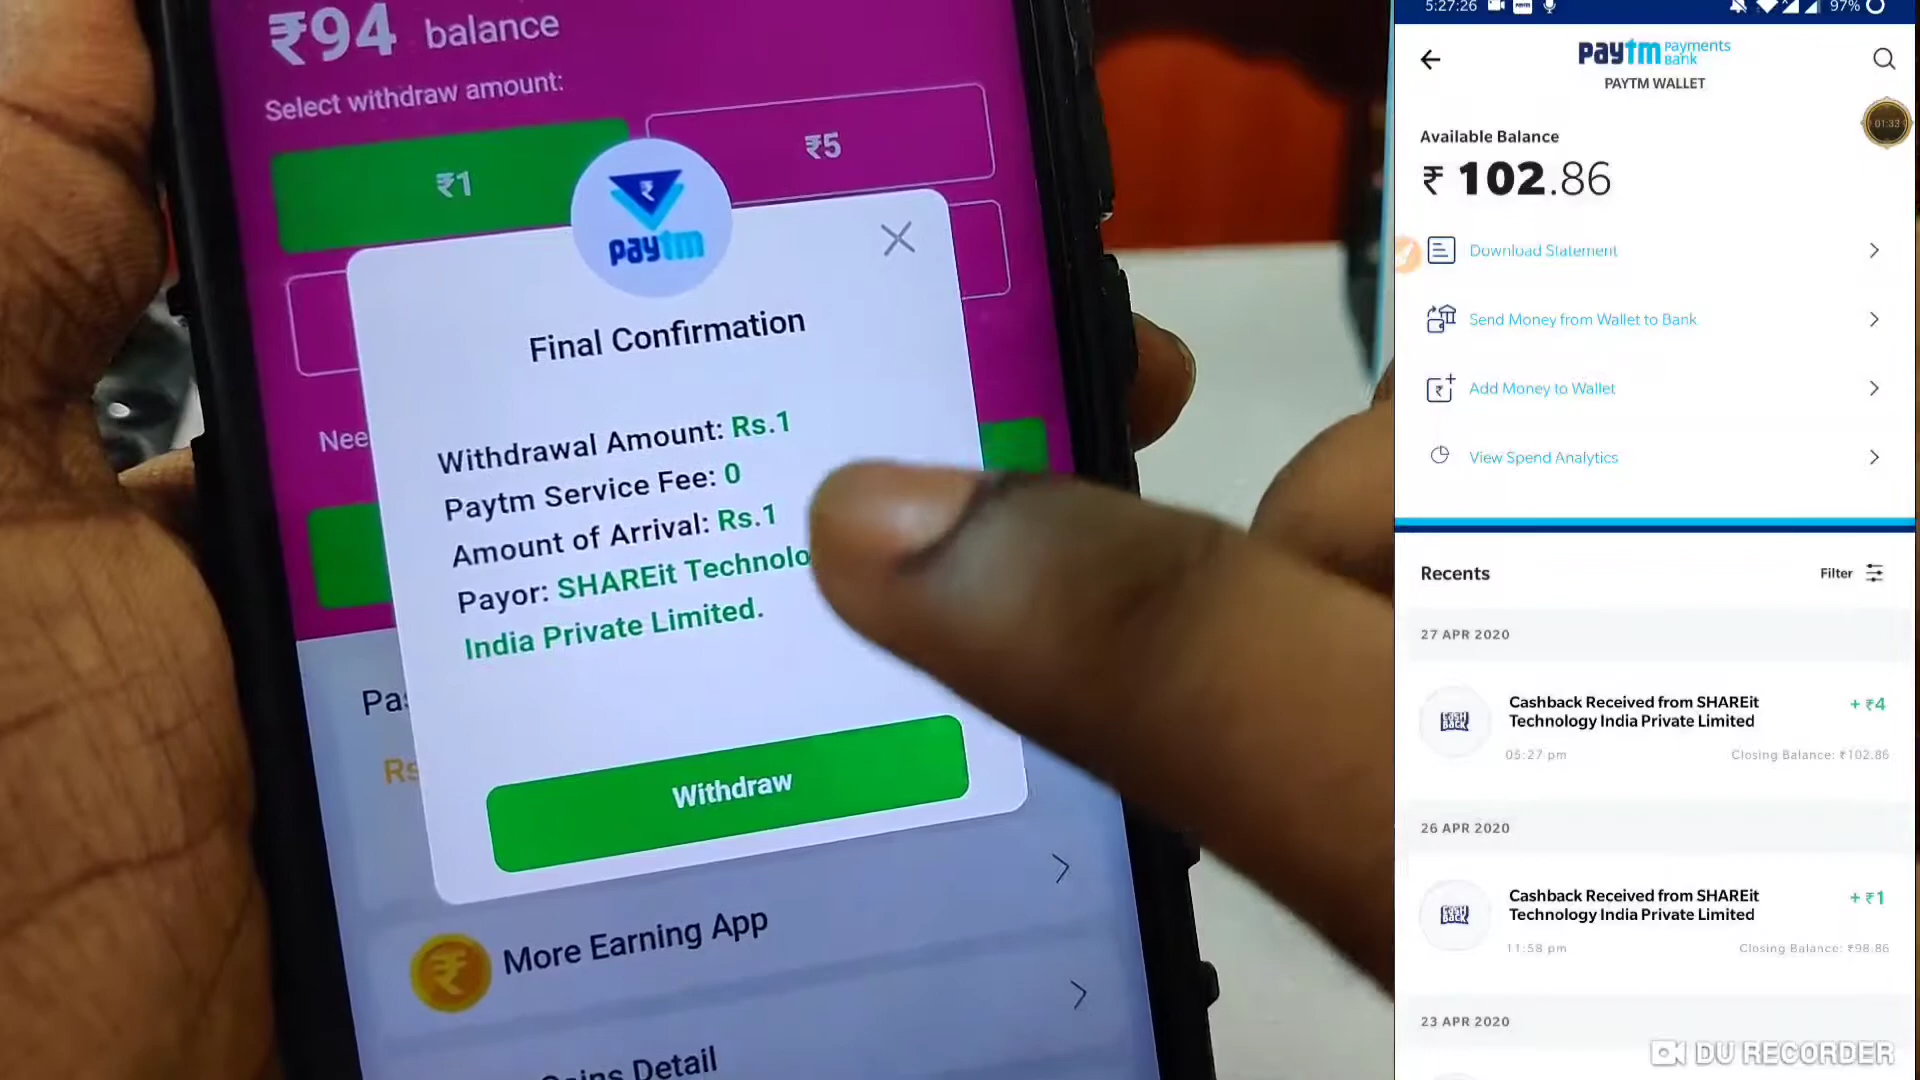 ₹94 balance
Select withdraw amount:
₹1
₹5
paytm
Final Confirmation
Withdrawal Amount: Rs.1
Paytm Service Fee: 0
Amount of Arrival: Rs.1
Payor: SHAREit
India Private Limited.
Withdraw
More Earning App
Detail
5:27:26
97%
paytm Payments Bank
PAYTM WALLET
01:33
Available Balance
₹ 102.86
Download Statement
Send Money from Wallet to Bank
Add Money to Wallet
View Spend Analytics
Recents
Filter
27 APR 2020
Cashback Received from SHAREit
Technology India Private Limited
+ ₹4
05:27 pm
Closing Balance: ₹102.86
26 APR 2020
CASH BACK
Cashback Received from SHAREit
Technology India Private Limited
+ ₹1
11:58 pm
Closing Balance: ₹98.86
23 APR 2020
DU RECORDER